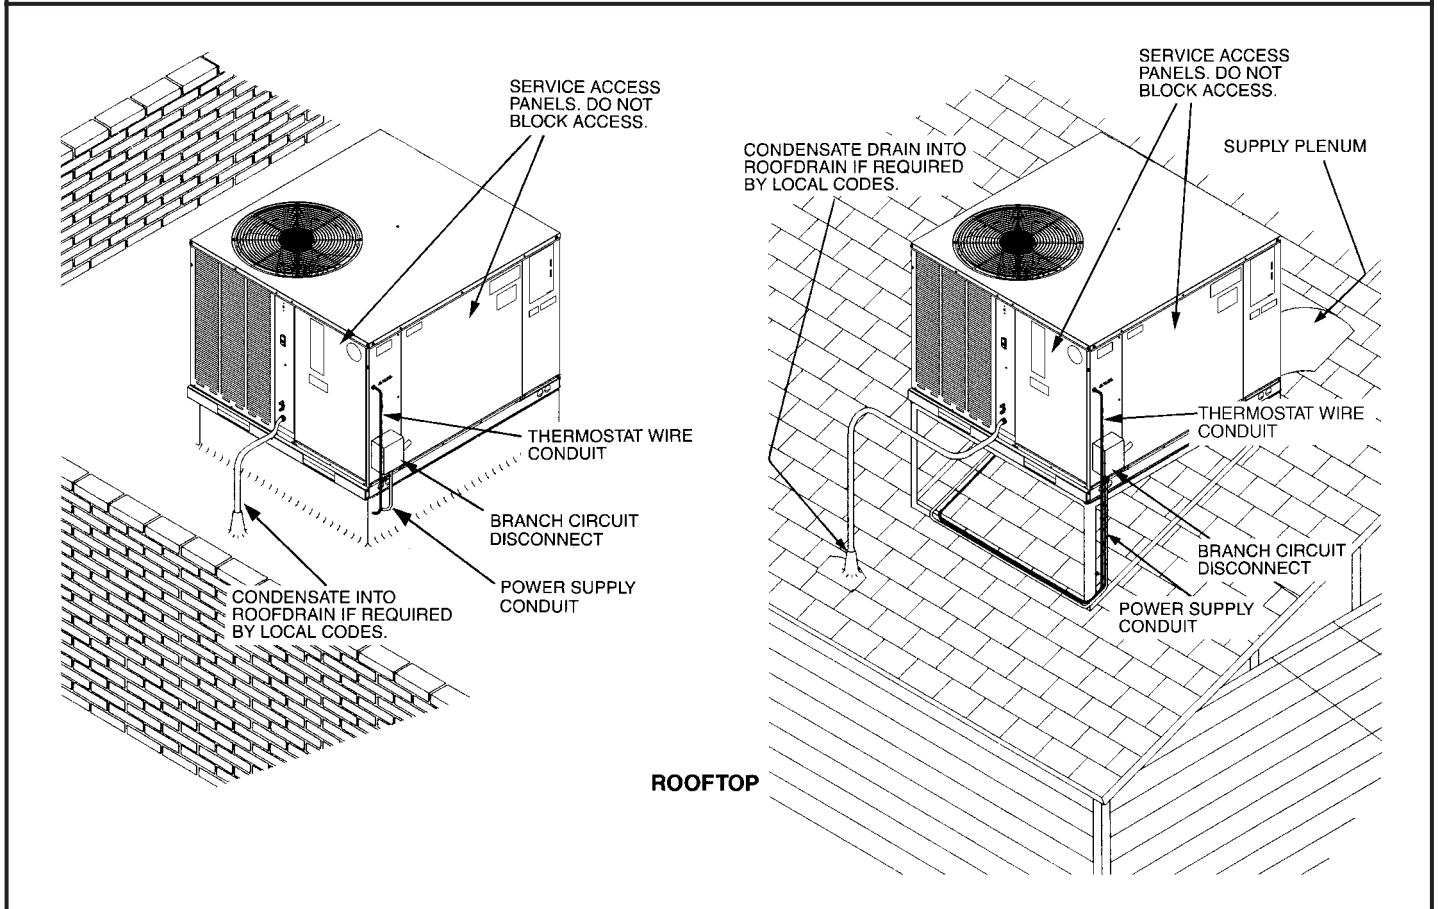 SERVICE ACCESS
PANELS. DO NOT
BLOCK ACCESS.
THERMOSTAT WIRE
CONDUIT
BRANCH CIRCUIT
DISCONNECT
POWER SUPPLY
CONDUIT
CONDENSATE INTO
ROOFDRAIN IF REQUIRED
BY LOCAL CODES.
SERVICE ACCESS
PANELS. DO NOT
BLOCK ACCESS.
CONDENSATE DRAIN INTO
ROOFDRAIN IF REQUIRED
BY LOCAL CODES.
SUPPLY PLENUM
THERMOSTAT WIRE
CONDUIT
BRANCH CIRCUIT
DISCONNECT
POWER SUPPLY
CONDUIT
ROOFTOP